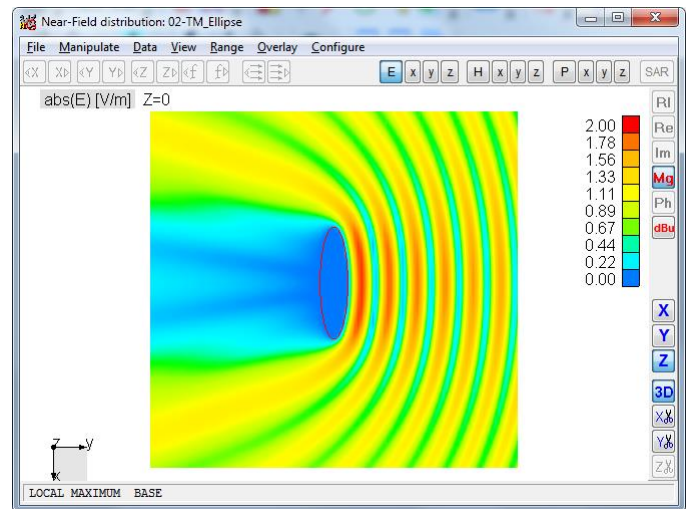 Near-Field distribution: 02-TM_Ellipse
File Manipulate Data View Range Overlay Configure
X X Y Y Z Z f f E x y z H x y z P x y z SAR
abs(E) [V/m] Z=0
RI
Re
Im
Mg
Ph
dBu
2.00
1.78
1.56
1.33
1.11
0.89
0.67
0.44
0.22
0.00
X
Y
Z
3D
X
Y
Z
Z y
x
LOCAL MAXIMUM BASE